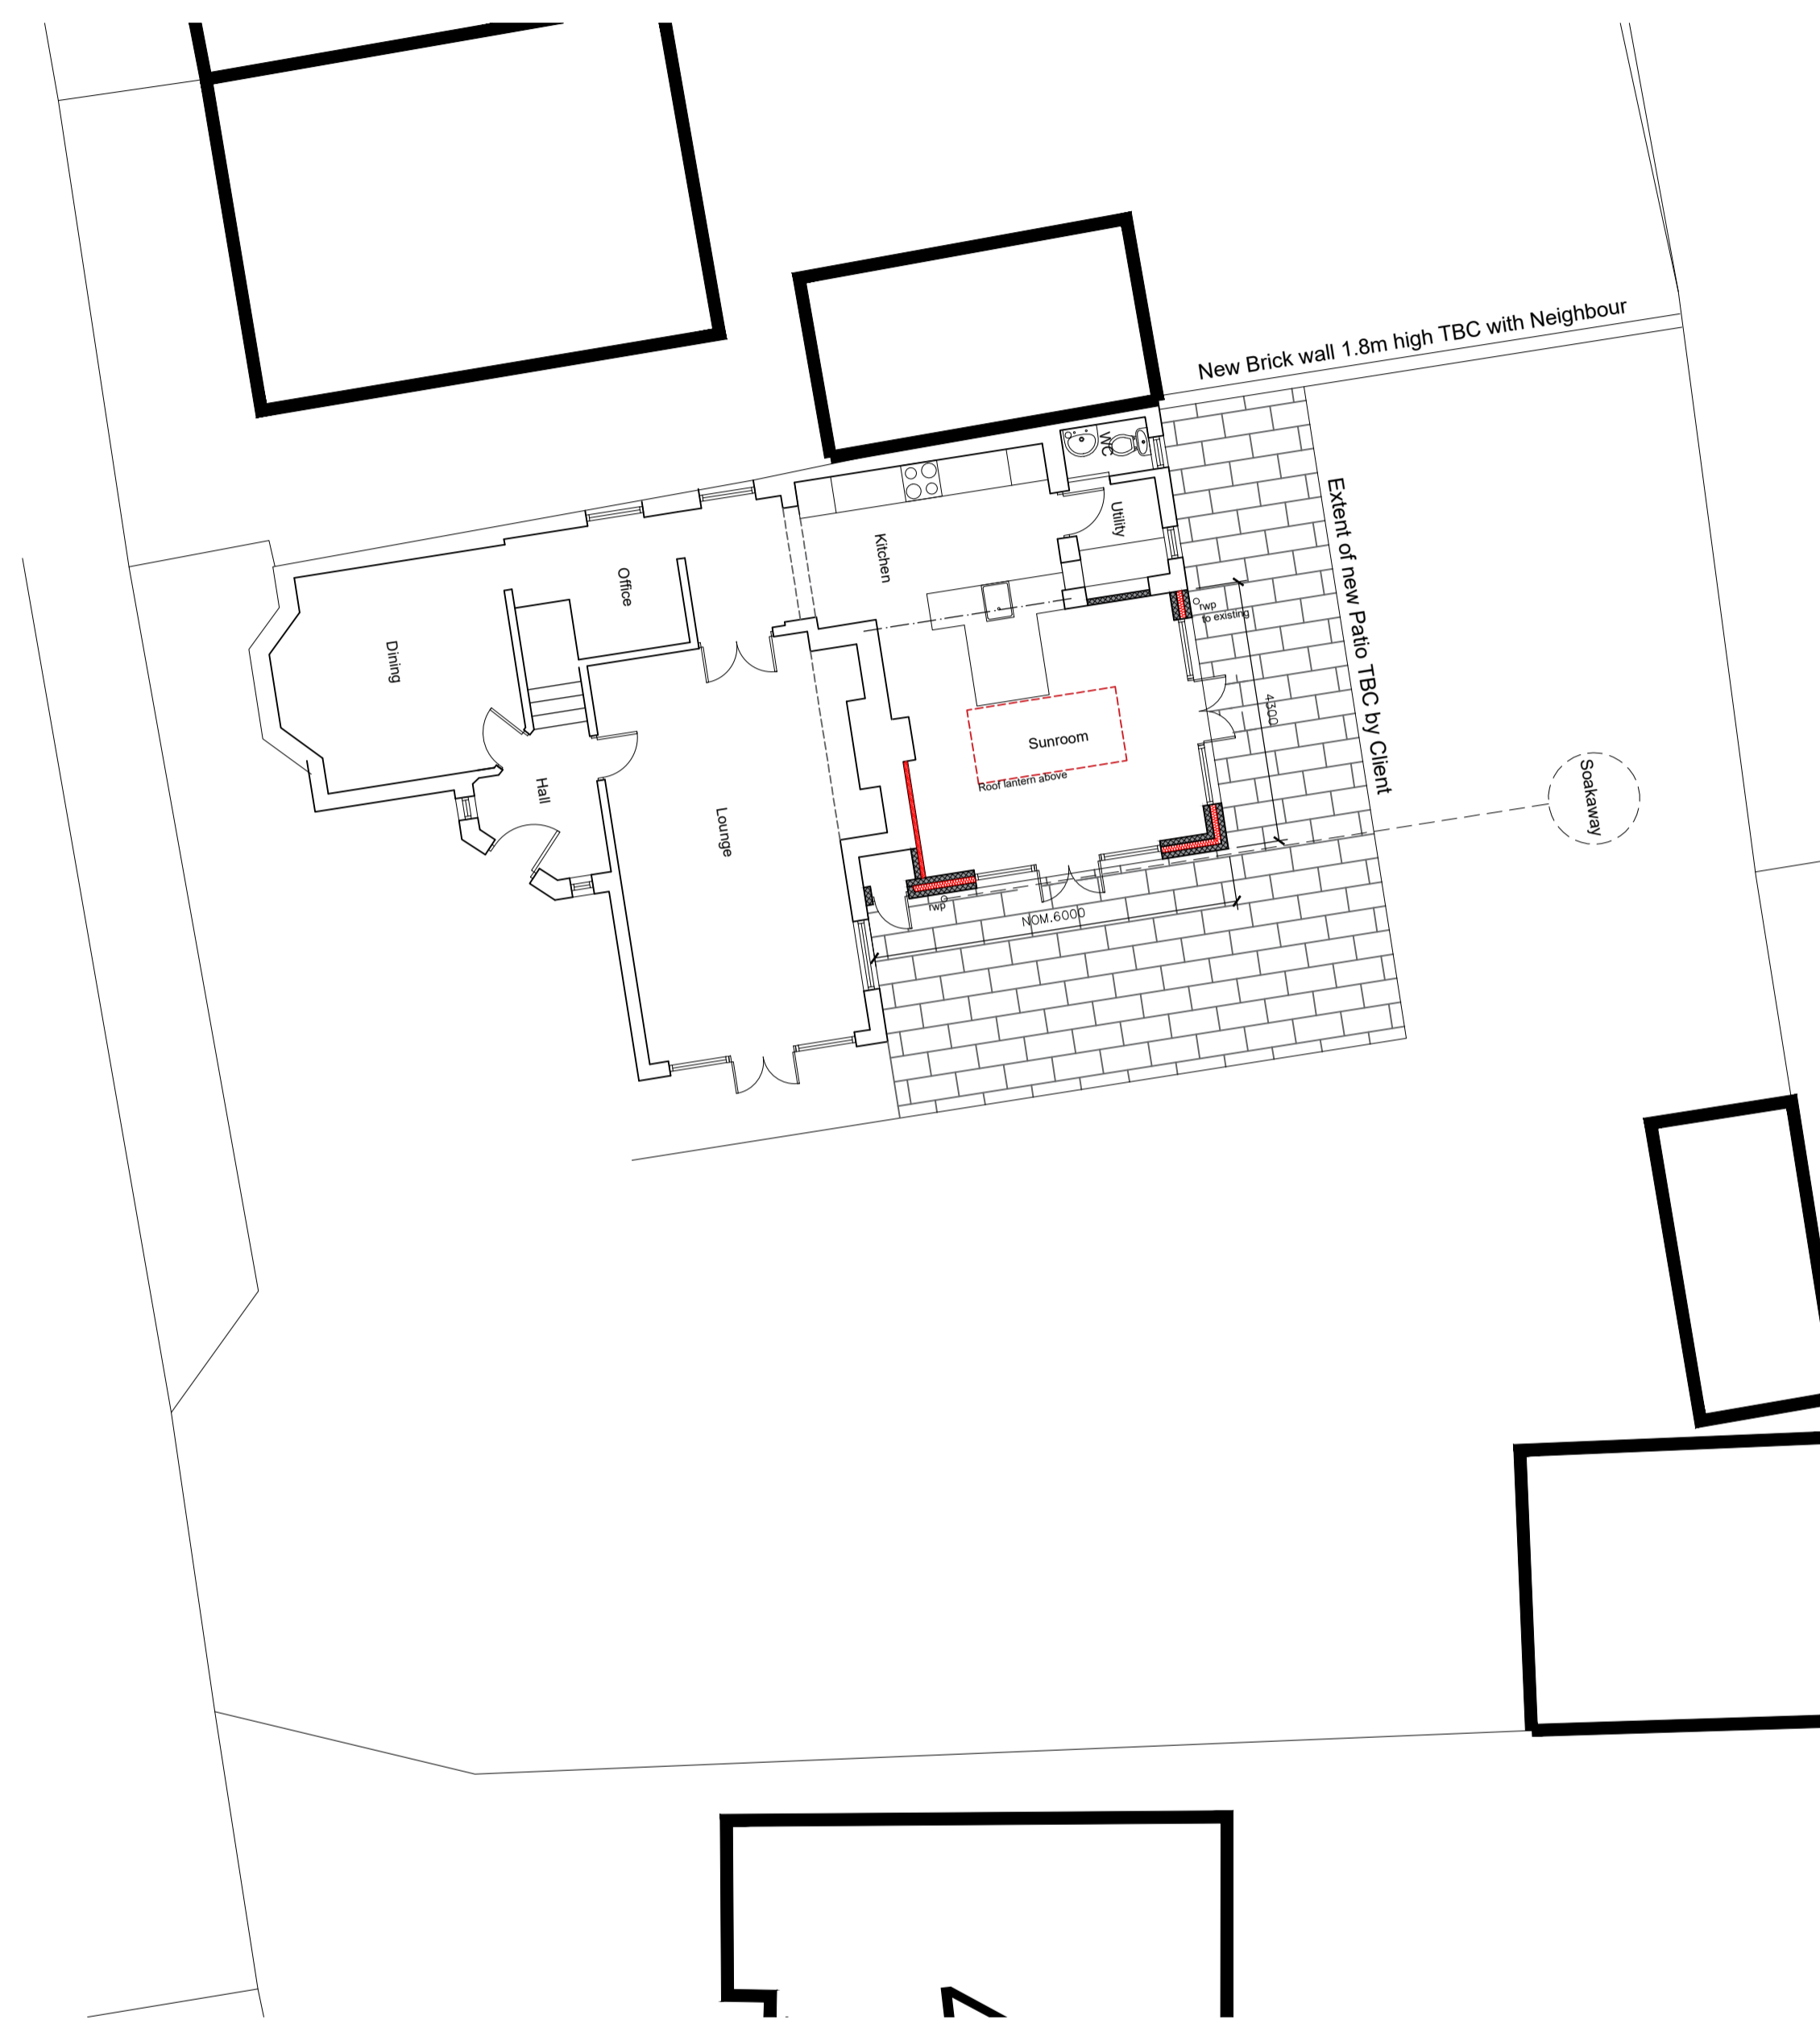 New Brick wall 1.8m high TBC with Neighbour
WC
Utility
Kitchen
Extent of new Patio TBC by Client
Office
rwp
to existing
Dining
4300
Sunroom
Roof lantern above
Hall
Lounge
Soakaway
rwp
NOM.6000